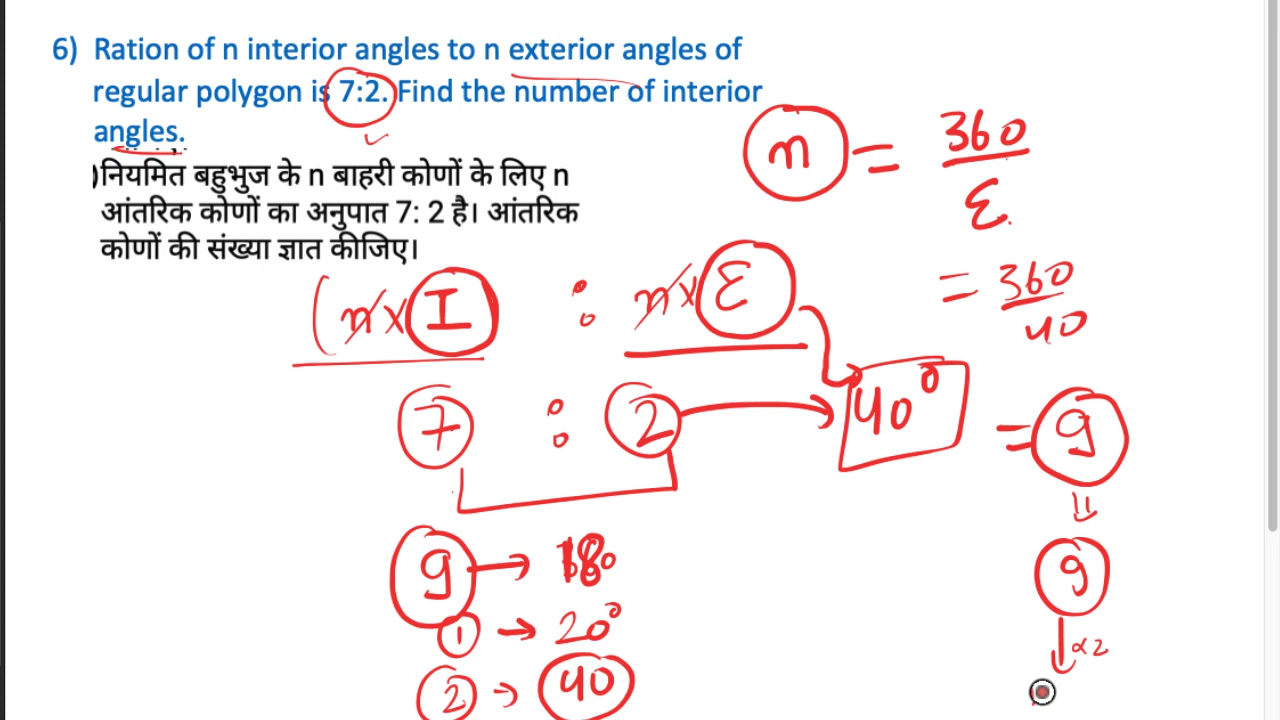 6) Ration of n interior angles to n exterior angles of
regular polygon is 7:2. Find the number of interior
angles.
)नियमित बहुभुज के n बाहरी कोणों के लिए n
आंतरिक कोणों का अनुपात 7: 2 है। आंतरिक
कोणों की संख्या ज्ञात कीजिए।
n = 360
ε
= 360
40
= 9
9
∝2
(n×I : n×ε
7 : 2 → 40°
9 → 180
1 → 20°
2 → 40